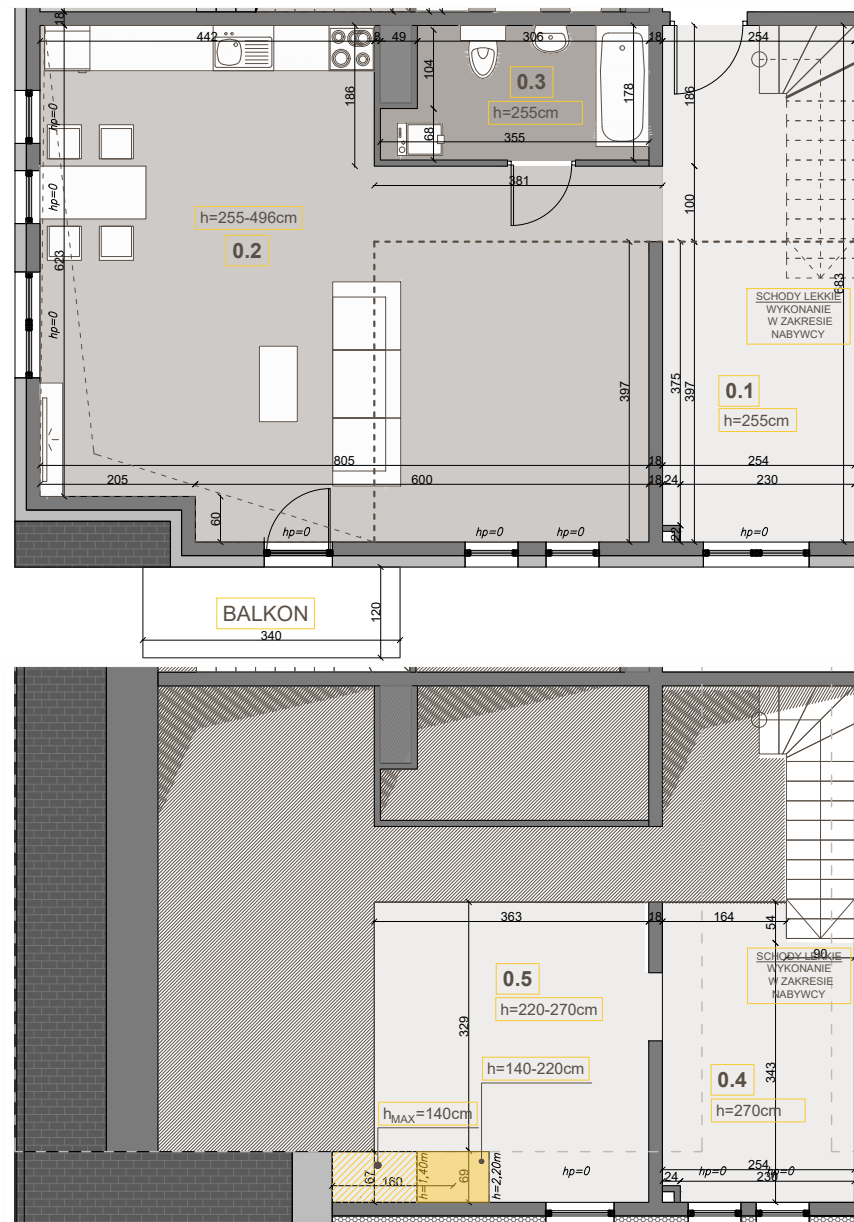 18
442
8
49
306
18
254
104
0.3
h=255cm
178
186
186
hp=0
68
355
381
hp=0
h=255-496cm
0.2
100
623
683
hp=0
SCHODY LEKKIE
WYKONANIE
W ZAKRESIE
NABYWCY
397
375
397
0.1
h=255cm
805
18
254
205
600
18
24
230
60
hp=0
hp=0
hp=0
22
hp=0
BALKON
120
340
363
18
164
54
90
SCHODY LEKKIE
WYKONANIE
W ZAKRESIE
NABYWCY
0.5
h=220-270cm
329
h=140-220cm
343
0.4
h=270cm
hMAX=140cm
67
160
h=1,40m
69
h=2,20m
hp=0
254
hp=0
hp=0
24
230